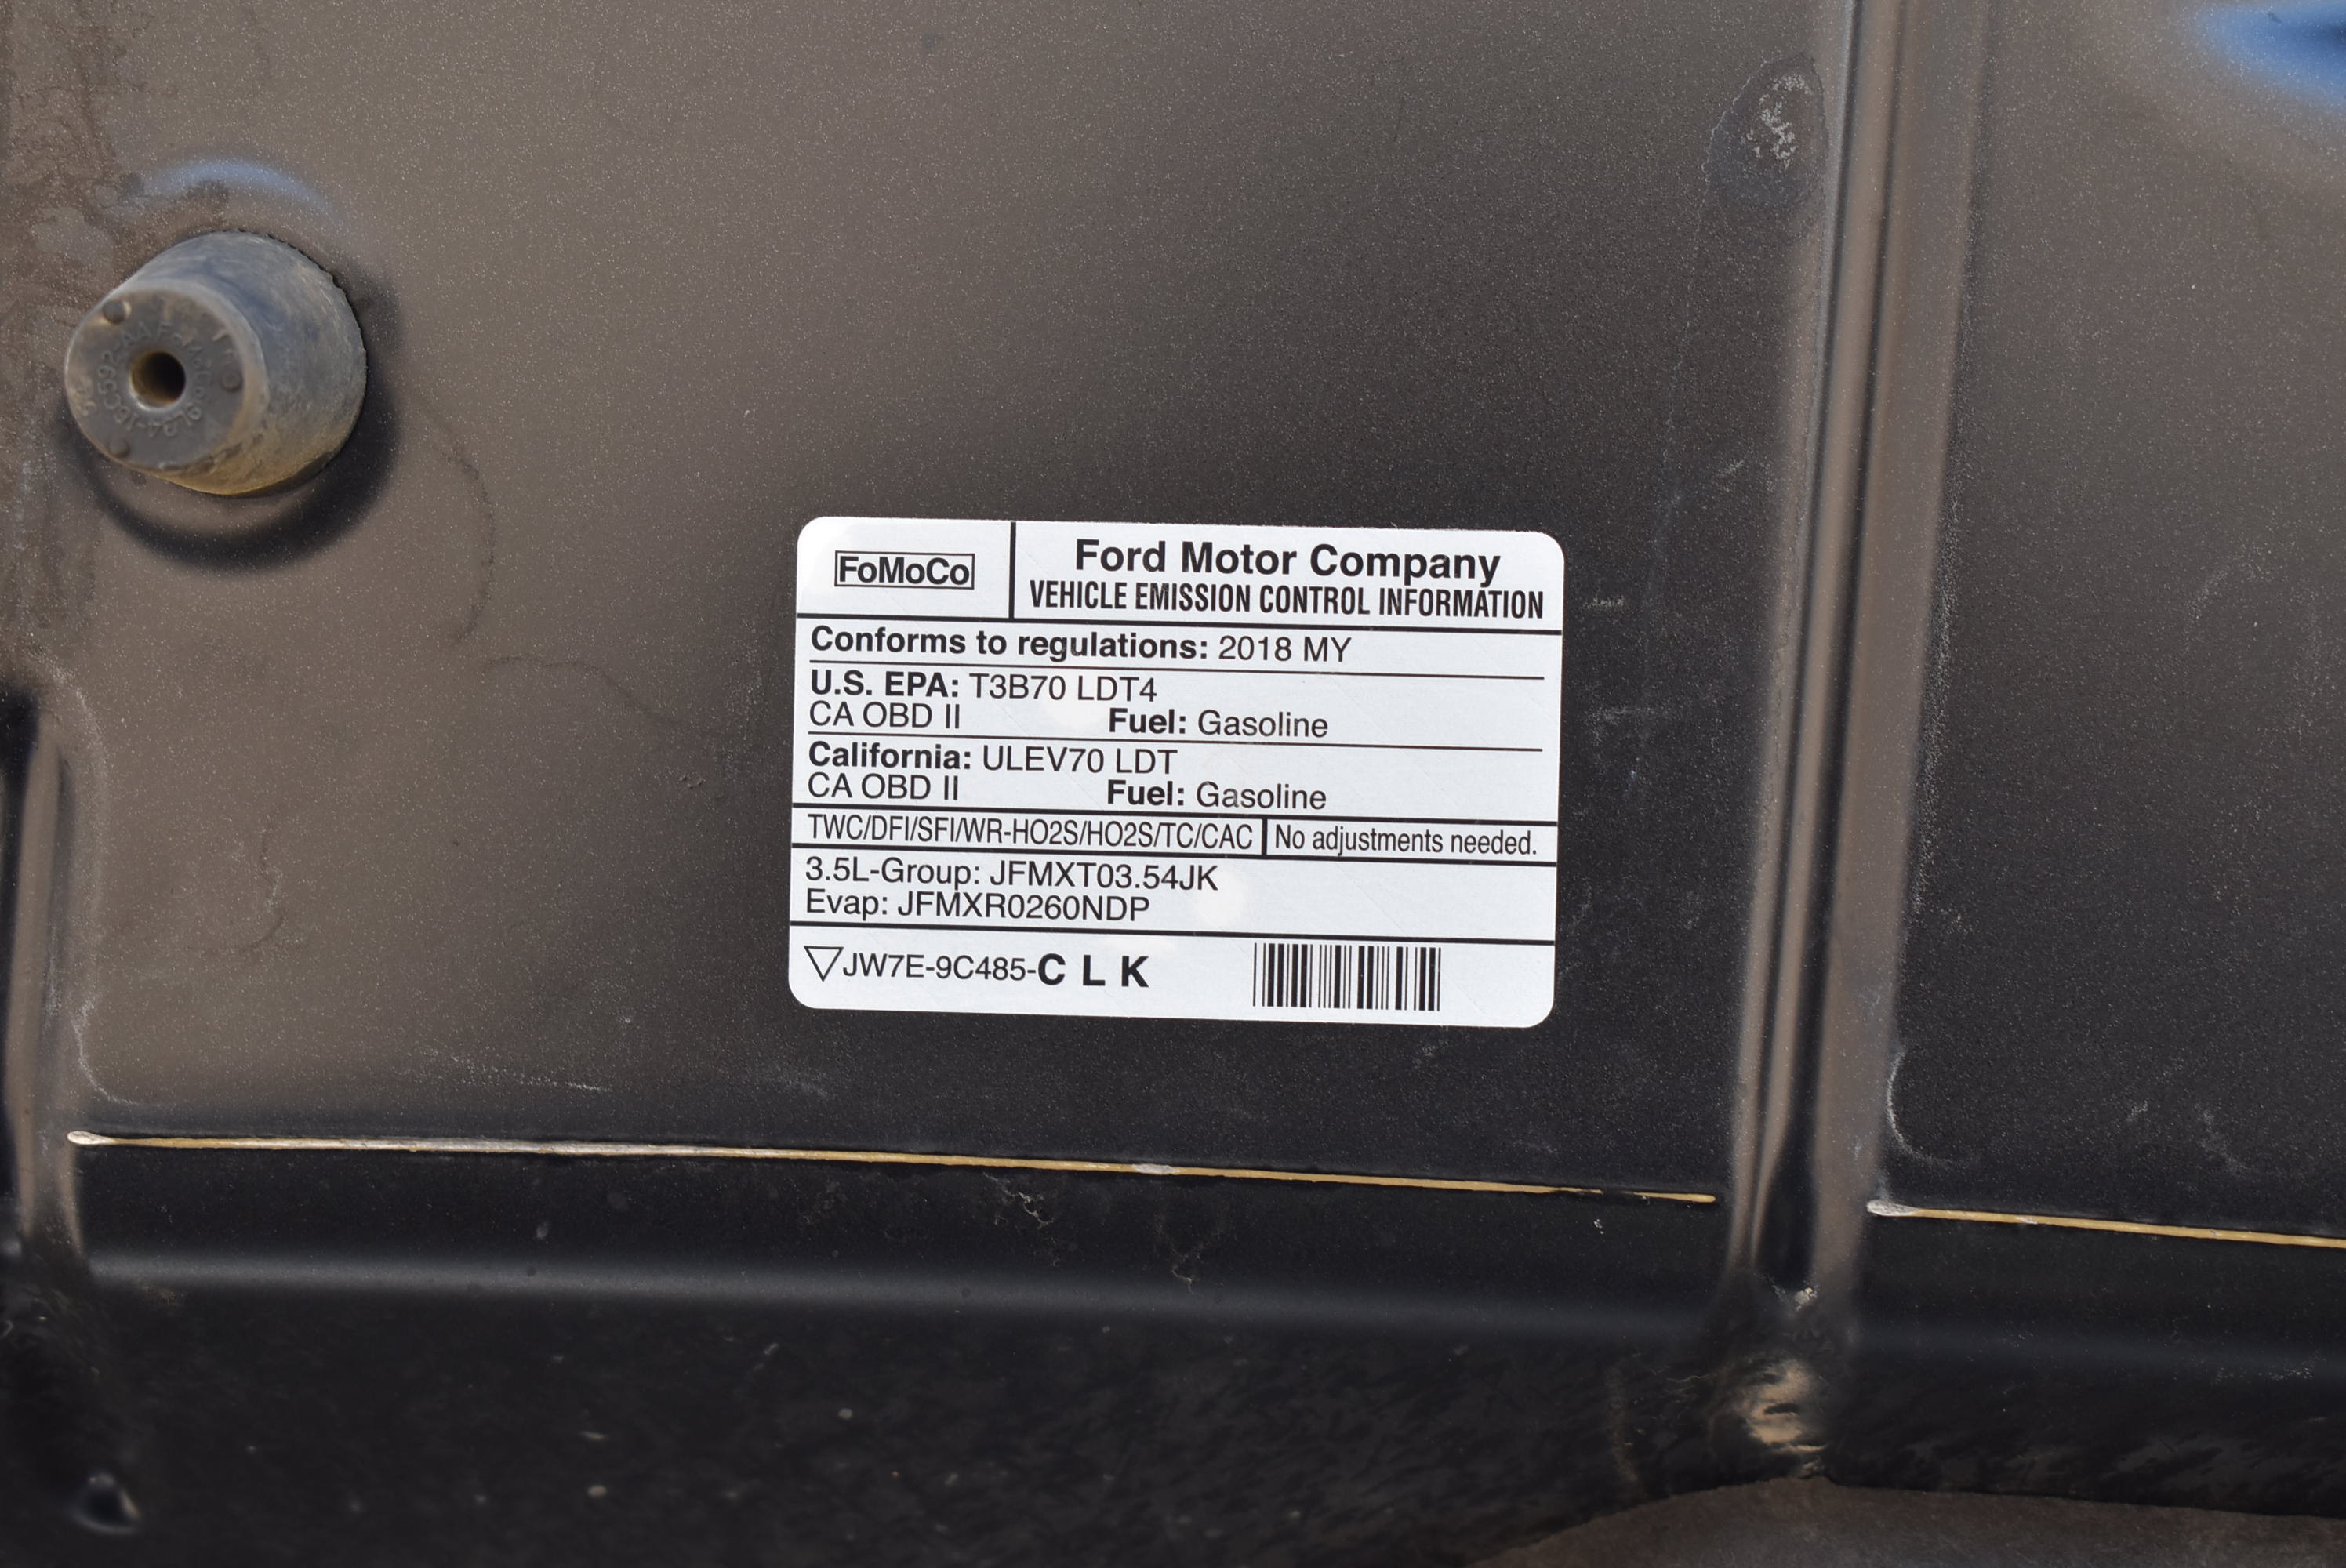 FoMoCo
Ford Motor Company
VEHICLE EMISSION CONTROL INFORMATION
Conforms to regulations: 2018 MY
U.S. EPA: T3B70 LDT4
CA OBD II Fuel: Gasoline
California: ULEV70 LDT
CA OBD II Fuel: Gasoline
TWC/DFI/SFI/WR-HO2S/HO2S/TC/CAC No adjustments needed.
3.5L-Group: JFMXT03.54JK
Evap: JFMXR0260NDP
JW7E-9C485-C L K